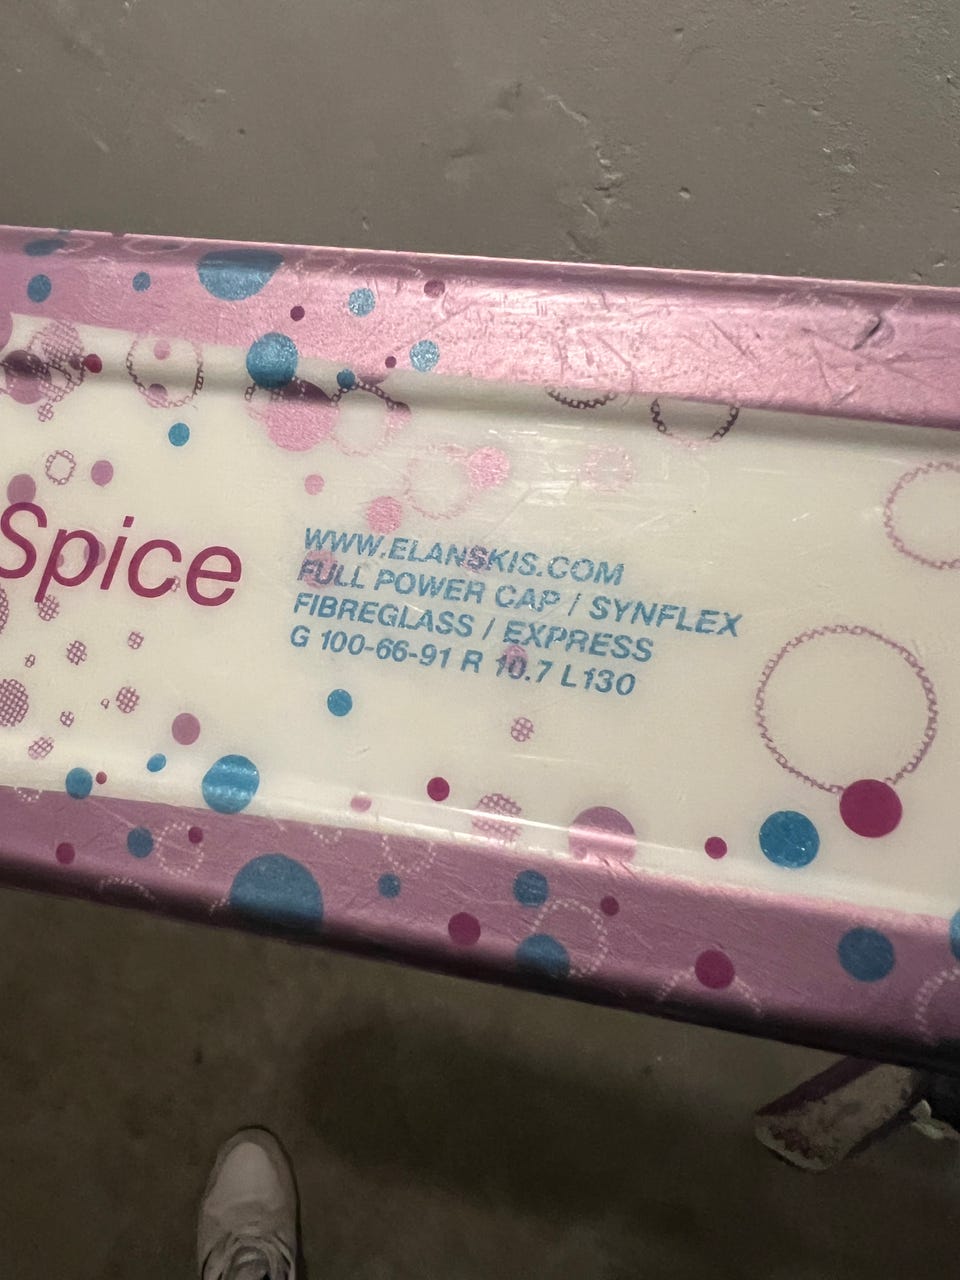 Spice
WWW.ELANSKIS.COM
FULL POWER CAP / SYNFLEX
FIBREGLASS / EXPRESS
G 100-66-91 R 10.7 L130